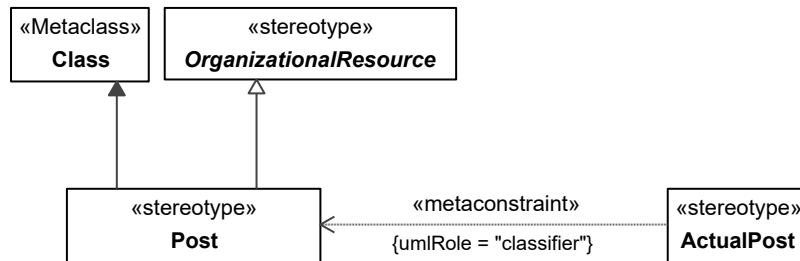 «Metaclass»
Class
«stereotype»
OrganizationalResource
«stereotype»
Post
«metaconstraint»
{umlRole = "classifier"}
«stereotype»
ActualPost